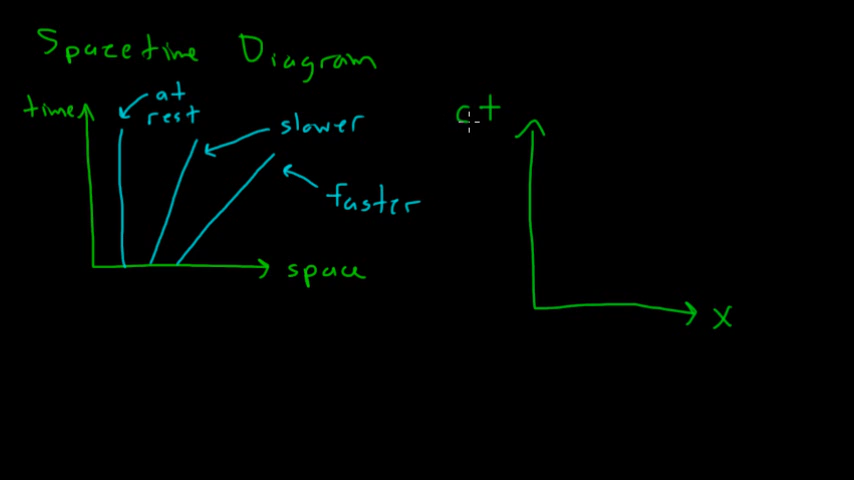 Spacetime Diagram
time
at
rest
slower
faster
space
ct
x